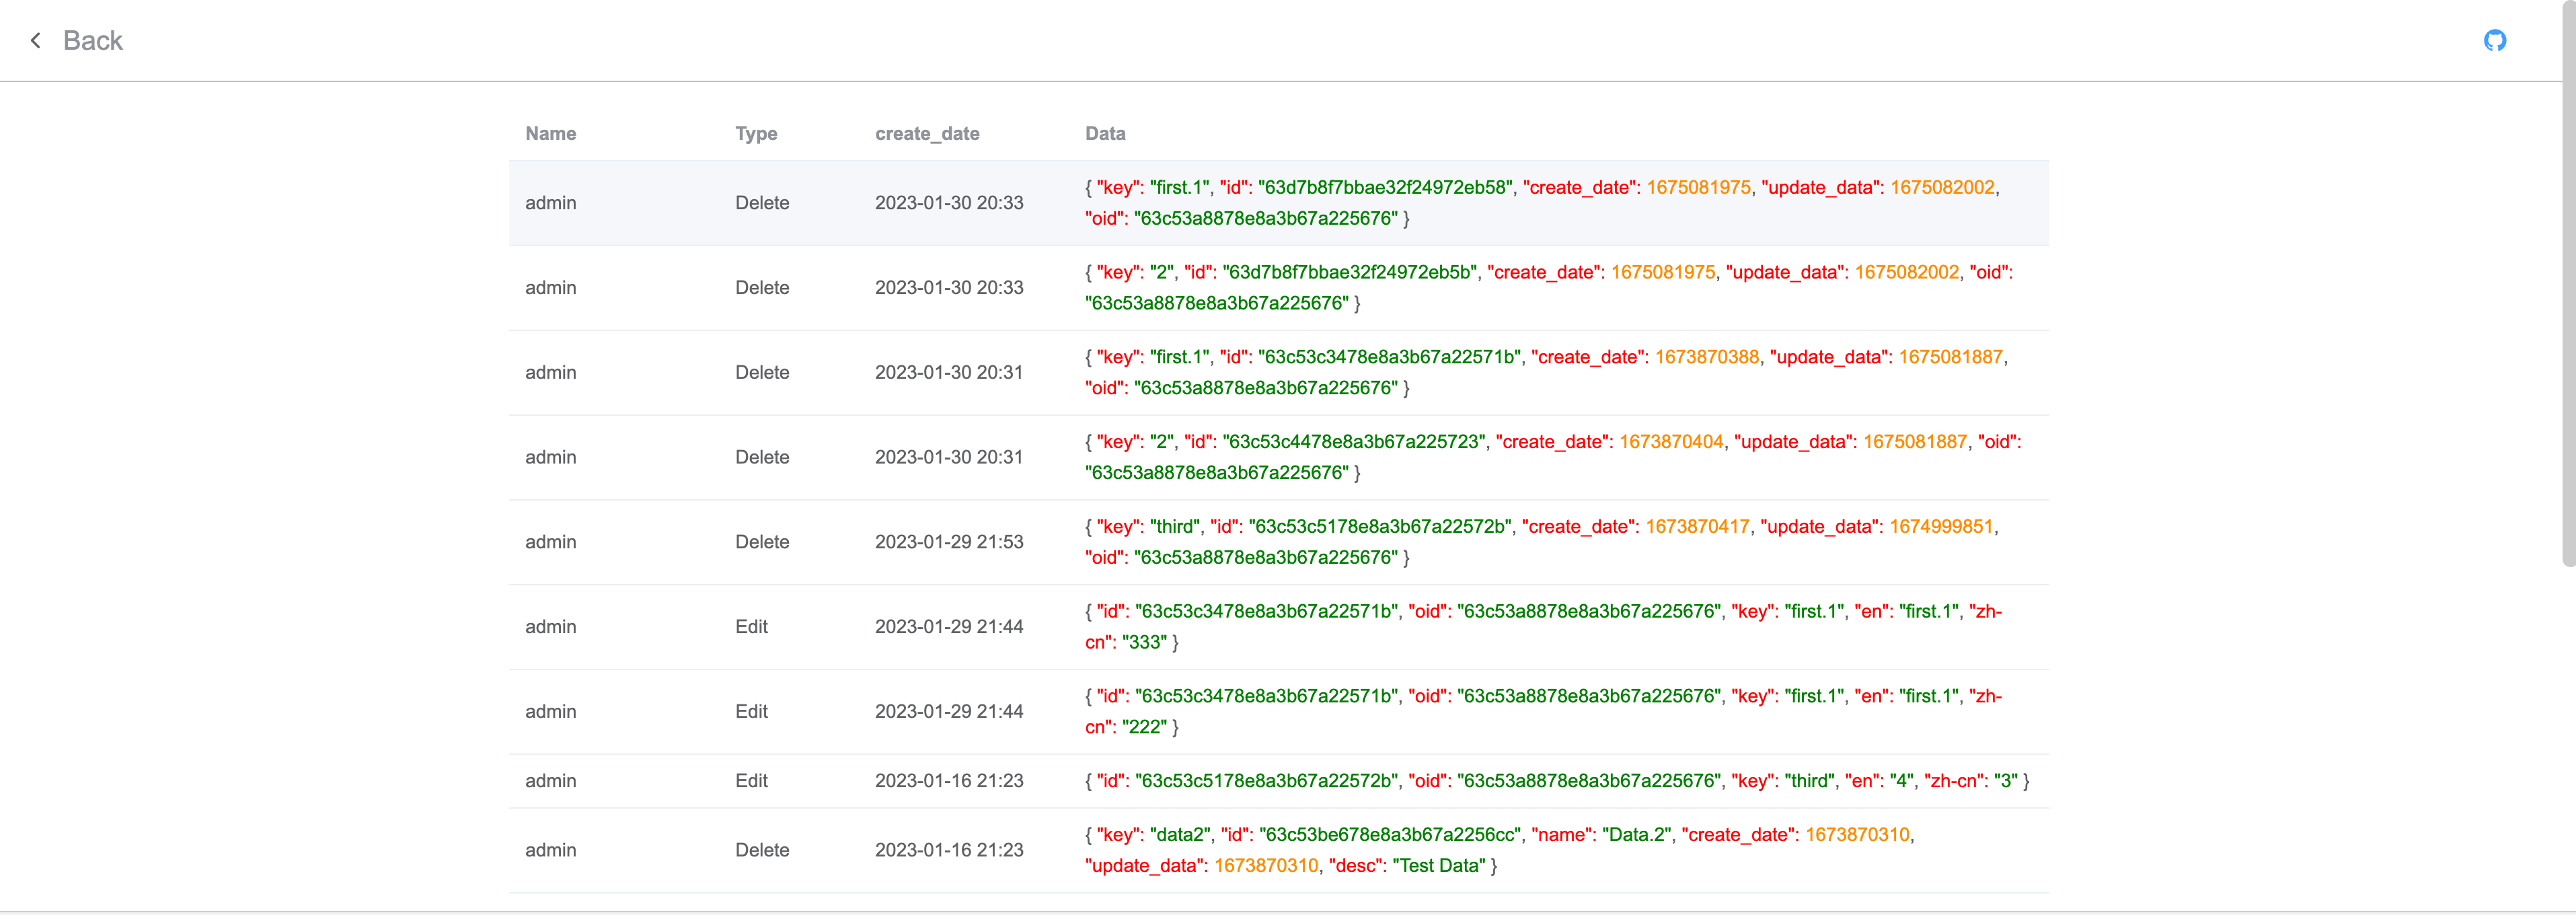 Back
Name Type create_date Data
admin Delete 2023-01-30 20:33 { "key": "first.1", "id": "63d7b8f7bbae32f24972eb58", "create_date": 1675081975, "update_data": 1675082002,
"oid": "63c53a8878e8a3b67a225676" }
admin Delete 2023-01-30 20:33 { "key": "2", "id": "63d7b8f7bbae32f24972eb5b", "create_date": 1675081975, "update_data": 1675082002, "oid":
"63c53a8878e8a3b67a225676" }
admin Delete 2023-01-30 20:31 { "key": "first.1", "id": "63c53c3478e8a3b67a22571b", "create_date": 1673870388, "update_data": 1675081887,
"oid": "63c53a8878e8a3b67a225676" }
admin Delete 2023-01-30 20:31 { "key": "2", "id": "63c53c4478e8a3b67a225723", "create_date": 1673870404, "update_data": 1675081887, "oid":
"63c53a8878e8a3b67a225676" }
admin Delete 2023-01-29 21:53 { "key": "third", "id": "63c53c5178e8a3b67a22572b", "create_date": 1673870417, "update_data": 1674999851,
"oid": "63c53a8878e8a3b67a225676" }
admin Edit 2023-01-29 21:44 { "id": "63c53c3478e8a3b67a22571b", "oid": "63c53a8878e8a3b67a225676", "key": "first.1", "en": "first.1", "zh-
cn": "333" }
admin Edit 2023-01-29 21:44 { "id": "63c53c3478e8a3b67a22571b", "oid": "63c53a8878e8a3b67a225676", "key": "first.1", "en": "first.1", "zh-
cn": "222" }
admin Edit 2023-01-16 21:23 { "id": "63c53c5178e8a3b67a22572b", "oid": "63c53a8878e8a3b67a225676", "key": "third", "en": "4", "zh-cn": "3" }
admin Delete 2023-01-16 21:23 { "key": "data2", "id": "63c53be678e8a3b67a2256cc", "name": "Data.2", "create_date": 1673870310,
"update_data": 1673870310, "desc": "Test Data" }